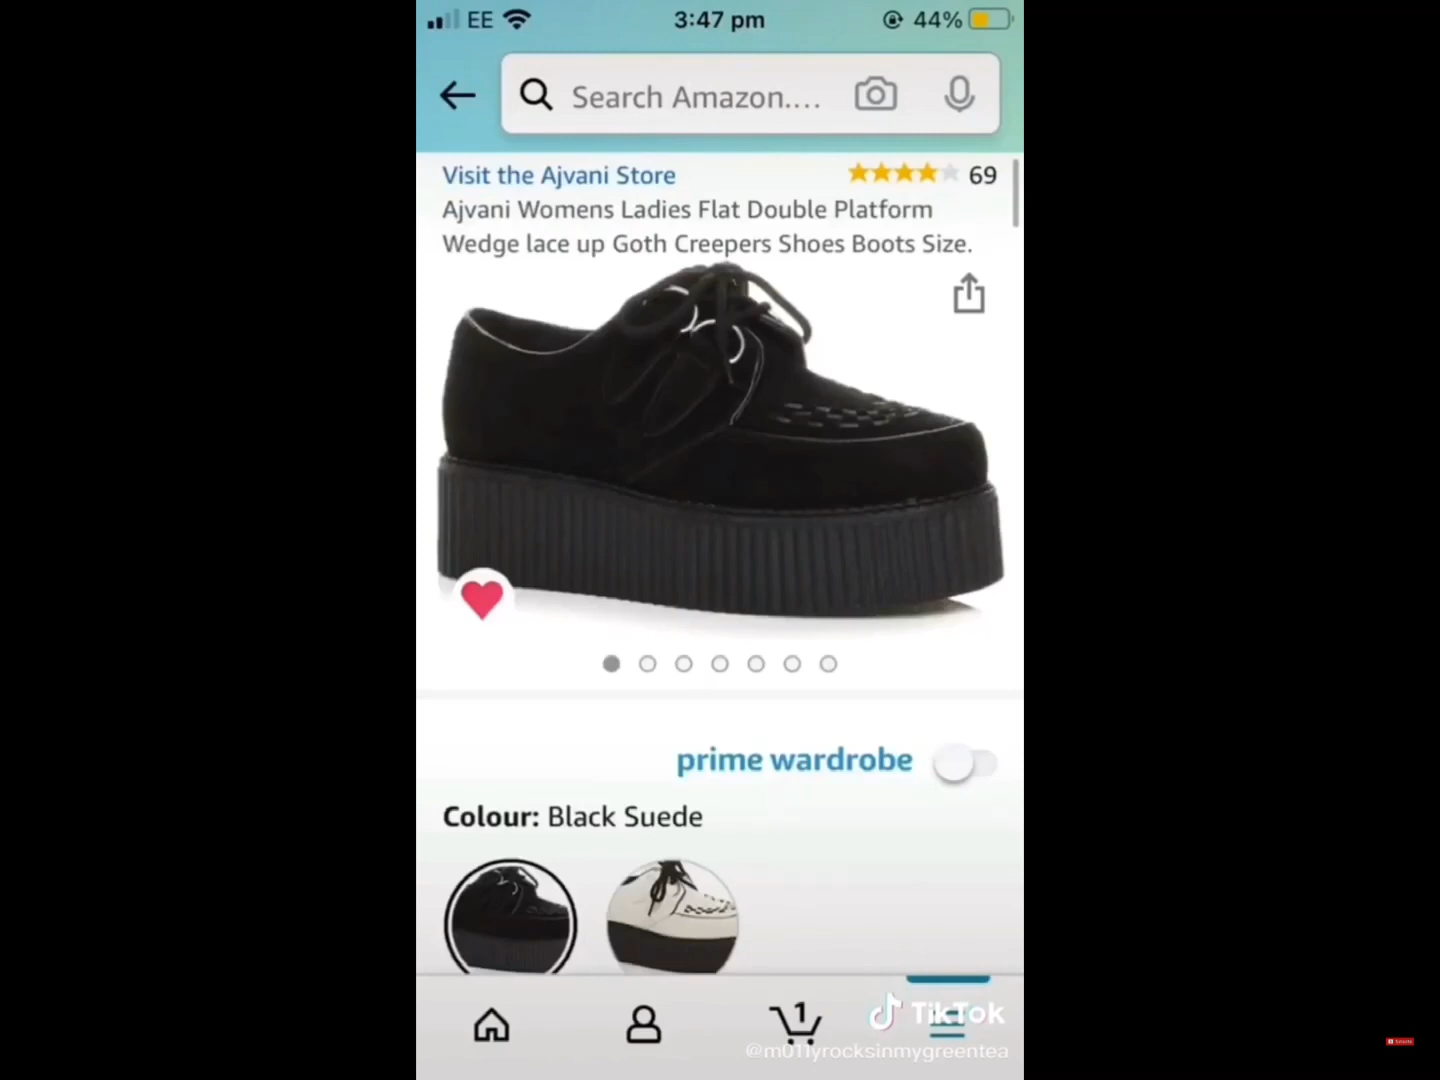 EE 3:47 pm 44%
Search Amazon....
Visit the Ajvani Store 69
Ajvani Womens Ladies Flat Double Platform
Wedge lace up Goth Creepers Shoes Boots Size.
prime wardrobe
Colour: Black Suede
1
TikTok
@m011yrocksinmygreentea